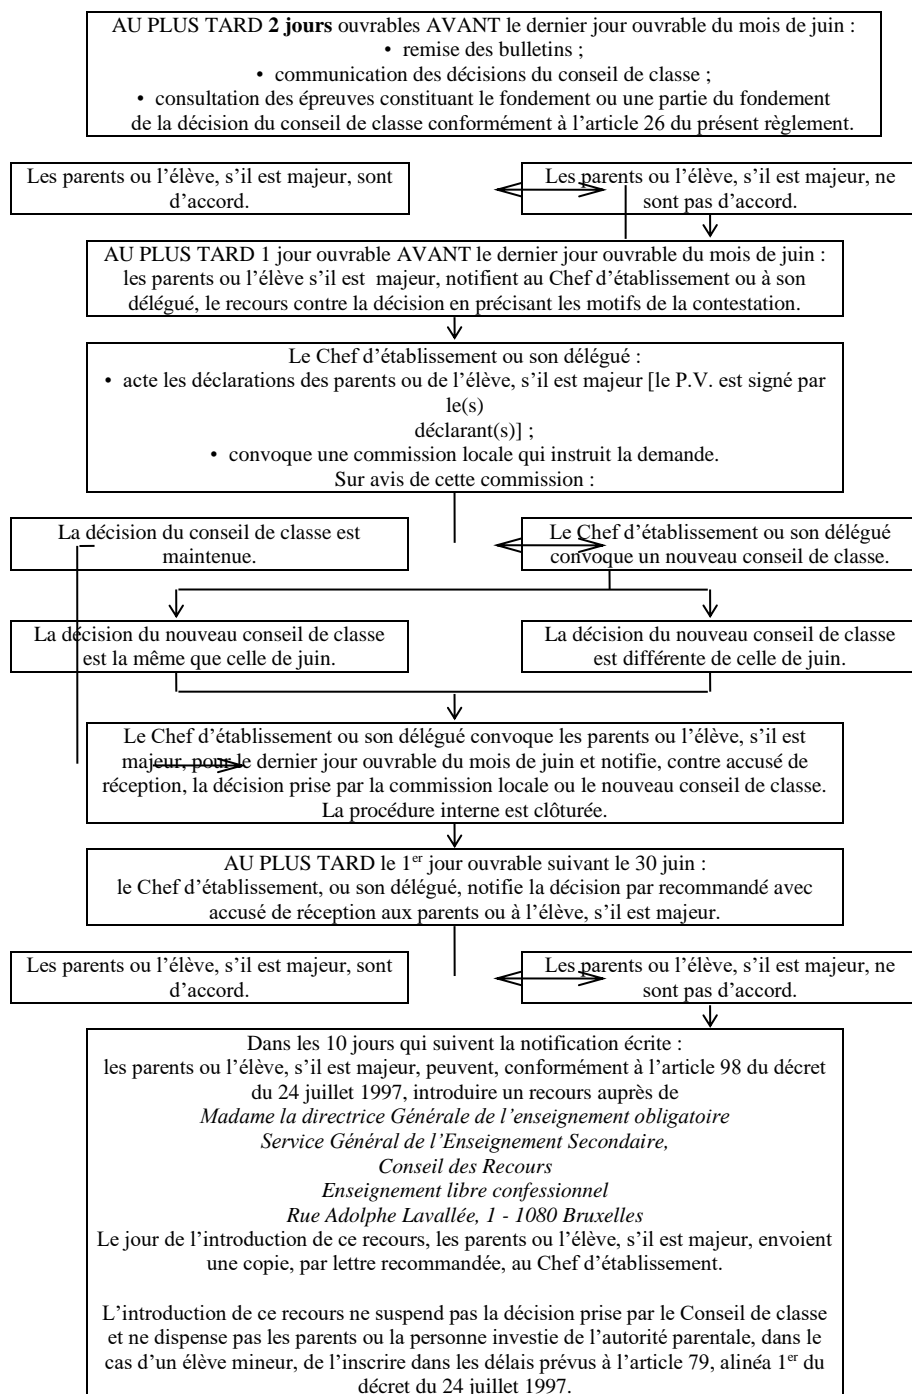 AU PLUS TARD 2 jours ouvrables AVANT le dernier jour ouvrable du mois de juin :
• remise des bulletins ;
• communication des décisions du conseil de classe ;
• consultation des épreuves constituant le fondement ou une partie du fondement
de la décision du conseil de classe conformément à l’article 26 du présent règlement.
Les parents ou l’élève, s’il est majeur, sont
d’accord.
Les parents ou l’élève, s’il est majeur, ne
sont pas d’accord.
AU PLUS TARD 1 jour ouvrable AVANT le dernier jour ouvrable du mois de juin :
les parents ou l’élève s’il est majeur, notifient au Chef d’établissement ou à son
délégué, le recours contre la décision en précisant les motifs de la contestation.
Le Chef d’établissement ou son délégué :
• acte les déclarations des parents ou de l’élève, s’il est majeur [le P.V. est signé par
le(s)
déclarant(s)] ;
• convoque une commission locale qui instruit la demande.
Sur avis de cette commission :
La décision du conseil de classe est
maintenue.
Le Chef d’établissement ou son délégué
convoque un nouveau conseil de classe.
La décision du nouveau conseil de classe
est la même que celle de juin.
La décision du nouveau conseil de classe
est différente de celle de juin.
Le Chef d’établissement ou son délégué convoque les parents ou l’élève, s’il est
majeur, pour le dernier jour ouvrable du mois de juin et notifie, contre accusé de
réception, la décision prise par la commission locale ou le nouveau conseil de classe.
La procédure interne est clôturée.
AU PLUS TARD le 1er jour ouvrable suivant le 30 juin :
le Chef d’établissement, ou son délégué, notifie la décision par recommandé avec
accusé de réception aux parents ou à l’élève, s’il est majeur.
Les parents ou l’élève, s’il est majeur, sont
d’accord.
Les parents ou l’élève, s’il est majeur, ne
sont pas d’accord.
Dans les 10 jours qui suivent la notification écrite :
les parents ou l’élève, s’il est majeur, peuvent, conformément à l’article 98 du décret
du 24 juillet 1997, introduire un recours auprès de
Madame la directrice Générale de l’enseignement obligatoire
Service Général de l’Enseignement Secondaire,
Conseil des Recours
Enseignement libre confessionnel
Rue Adolphe Lavallée, 1 - 1080 Bruxelles
Le jour de l’introduction de ce recours, les parents ou l’élève, s’il est majeur, envoient
une copie, par lettre recommandée, au Chef d’établissement.
L’introduction de ce recours ne suspend pas la décision prise par le Conseil de classe
et ne dispense pas les parents ou la personne investie de l’autorité parentale, dans le
cas d’un élève mineur, de l’inscrire dans les délais prévus à l’article 79, alinéa 1er du
décret du 24 juillet 1997.